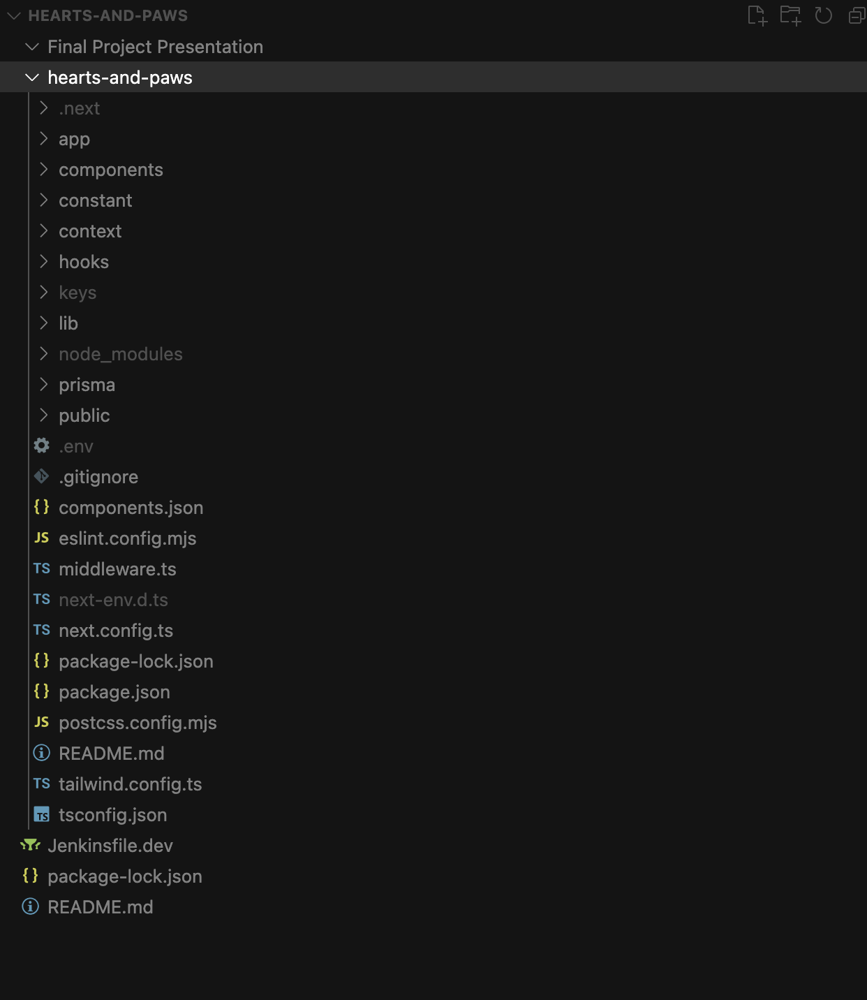 HEARTS-AND-PAWS
Final Project Presentation
hearts-and-paws
.next
app
components
constant
context
hooks
keys
lib
node_modules
prisma
public
.env
.gitignore
{} components.json
JS eslint.config.mjs
TS middleware.ts
TS next-env.d.ts
TS next.config.ts
{} package-lock.json
{} package.json
JS postcss.config.mjs
README.md
TS tailwind.config.ts
TS tsconfig.json
Jenkinsfile.dev
{} package-lock.json
README.md